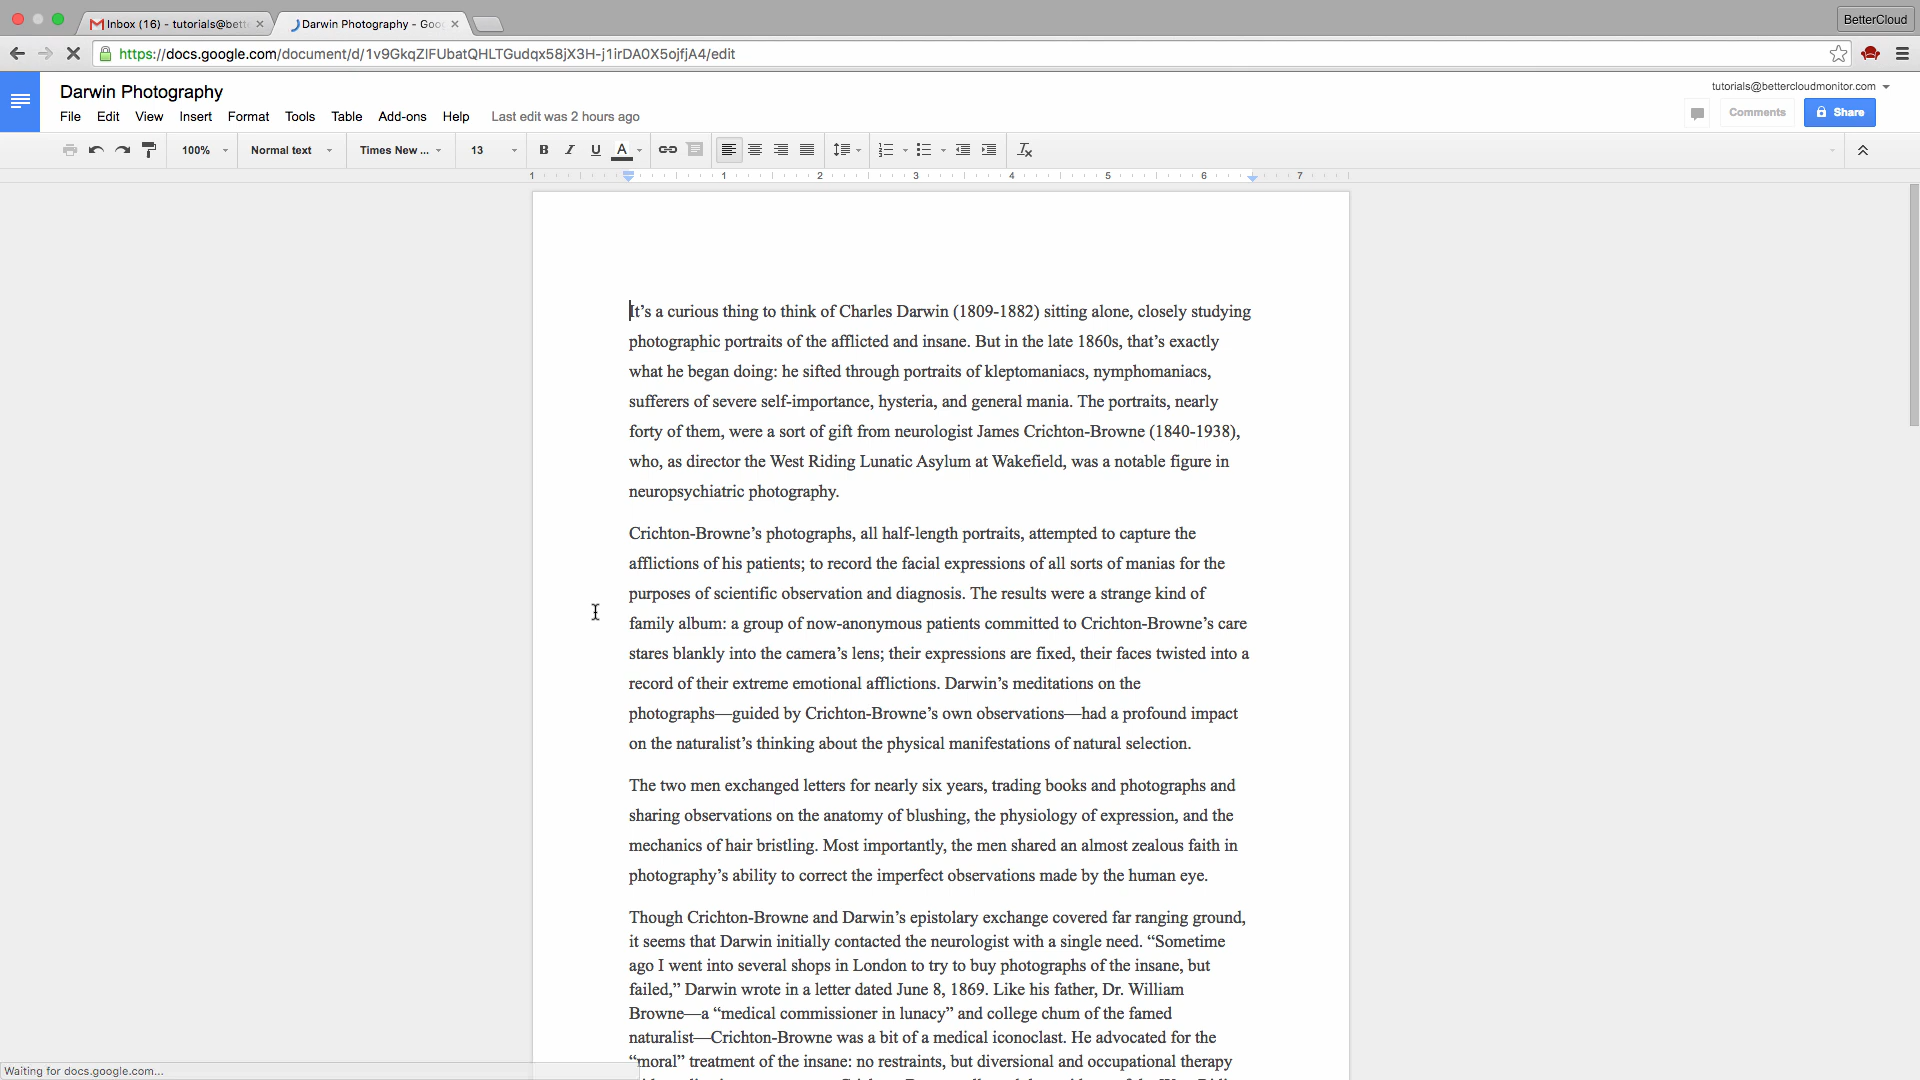 Inbox (16) - tutorials@bett
Darwin Photography - Goo
BetterCloud
https://docs.google.com/document/d/1v9GkqZIFUbatQHLTGudqx58jX3H-j1irDA0X5ojfjA4/edit
Darwin Photography
tutorials@bettercloudmonitor.com
File Edit View Insert Format Tools Table Add-ons Help Last edit was 2 hours ago
Comments Share
100% Normal text Times New ... 13 B I U A
1 1 2 3 4 5 6 7
It’s a curious thing to think of Charles Darwin (1809-1882) sitting alone, closely studying
photographic portraits of the afflicted and insane. But in the late 1860s, that’s exactly
what he began doing: he sifted through portraits of kleptomaniacs, nymphomaniacs,
sufferers of severe self-importance, hysteria, and general mania. The portraits, nearly
forty of them, were a sort of gift from neurologist James Crichton-Browne (1840-1938),
who, as director the West Riding Lunatic Asylum at Wakefield, was a notable figure in
neuropsychiatric photography.
Crichton-Browne’s photographs, all half-length portraits, attempted to capture the
afflictions of his patients; to record the facial expressions of all sorts of manias for the
purposes of scientific observation and diagnosis. The results were a strange kind of
family album: a group of now-anonymous patients committed to Crichton-Browne’s care
stares blankly into the camera’s lens; their expressions are fixed, their faces twisted into a
record of their extreme emotional afflictions. Darwin’s meditations on the
photographs—guided by Crichton-Browne’s own observations—had a profound impact
on the naturalist’s thinking about the physical manifestations of natural selection.
The two men exchanged letters for nearly six years, trading books and photographs and
sharing observations on the anatomy of blushing, the physiology of expression, and the
mechanics of hair bristling. Most importantly, the men shared an almost zealous faith in
photography’s ability to correct the imperfect observations made by the human eye.
Though Crichton-Browne and Darwin’s epistolary exchange covered far ranging ground,
it seems that Darwin initially contacted the neurologist with a single need. “Sometime
ago I went into several shops in London to try to buy photographs of the insane, but
failed,” Darwin wrote in a letter dated June 8, 1869. Like his father, Dr. William
Browne—a “medical commissioner in lunacy” and college chum of the famed
naturalist—Crichton-Browne was a bit of a medical iconoclast. He advocated for the
“moral” treatment of the insane: no restraints, but diversional and occupational therapy
Waiting for docs.google.com...